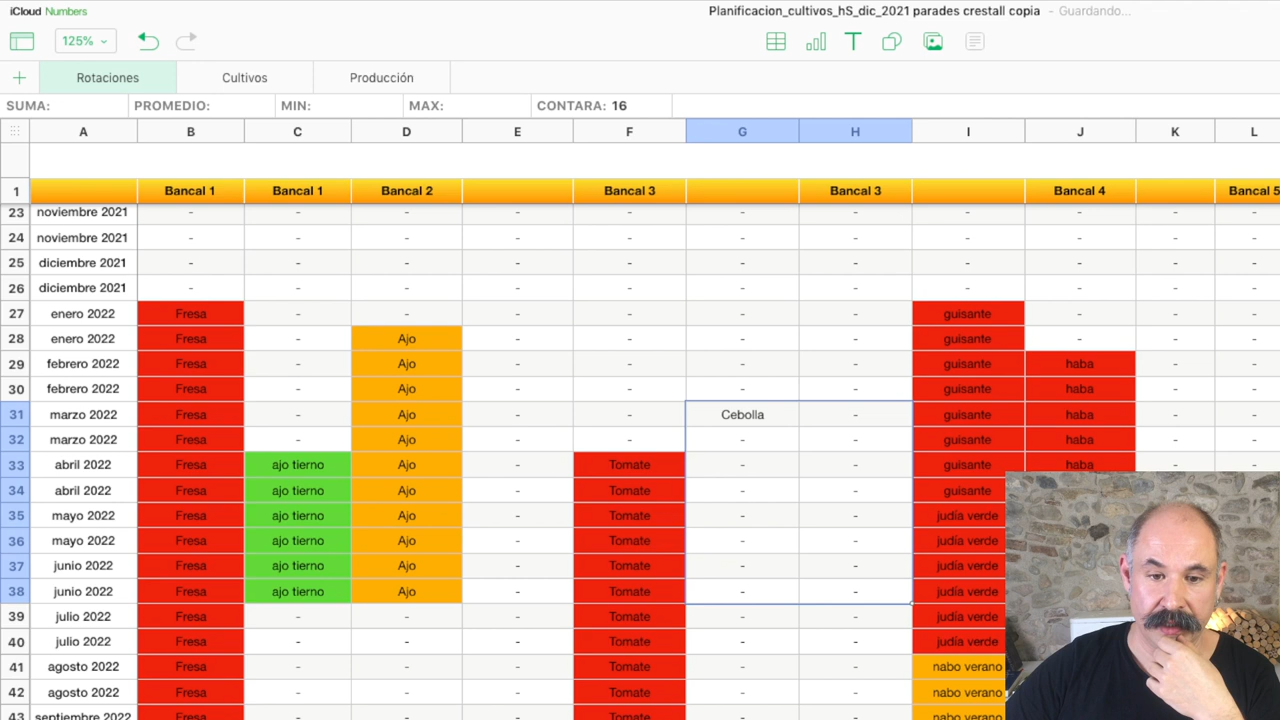 iCloud Numbers
Planificacion_cultivos_hS_dic_2021 parades crestall copia - Guardando...
125%
+ Rotaciones Cultivos Producción
SUMA: PROMEDIO: MIN: MAX: CONTARA: 16
A B C D E F G H I J K L
1 Bancal 1 Bancal 1 Bancal 2 Bancal 3 Bancal 3 Bancal 4 Bancal 5
23 noviembre 2021 - - - - - - - - - - -
24 noviembre 2021 - - - - - - - - - - -
25 diciembre 2021 - - - - - - - - - - -
26 diciembre 2021 - - - - - - - - - - -
27 enero 2022 Fresa - - - - - - guisante - - -
28 enero 2022 Fresa - Ajo - - - - guisante - - -
29 febrero 2022 Fresa - Ajo - - - - guisante haba - -
30 febrero 2022 Fresa - Ajo - - - - guisante haba - -
31 marzo 2022 Fresa - Ajo - - Cebolla - guisante haba - -
32 marzo 2022 Fresa - Ajo - - - - guisante haba - -
33 abril 2022 Fresa ajo tierno Ajo - Tomate - - guisante haba - -
34 abril 2022 Fresa ajo tierno Ajo - Tomate - - guisante
35 mayo 2022 Fresa ajo tierno Ajo - Tomate - - judía verde
36 mayo 2022 Fresa ajo tierno Ajo - Tomate - - judía verde
37 junio 2022 Fresa ajo tierno Ajo - Tomate - - judía verde
38 junio 2022 Fresa ajo tierno Ajo - Tomate - - judía verde
39 julio 2022 Fresa - - - Tomate - - judía verde
40 julio 2022 Fresa - - - Tomate - - judía verde
41 agosto 2022 Fresa - - - Tomate - - nabo verano
42 agosto 2022 Fresa - - - Tomate - - nabo verano
43 septiembre 2022 Fresa - - - Tomate - - nabo verano